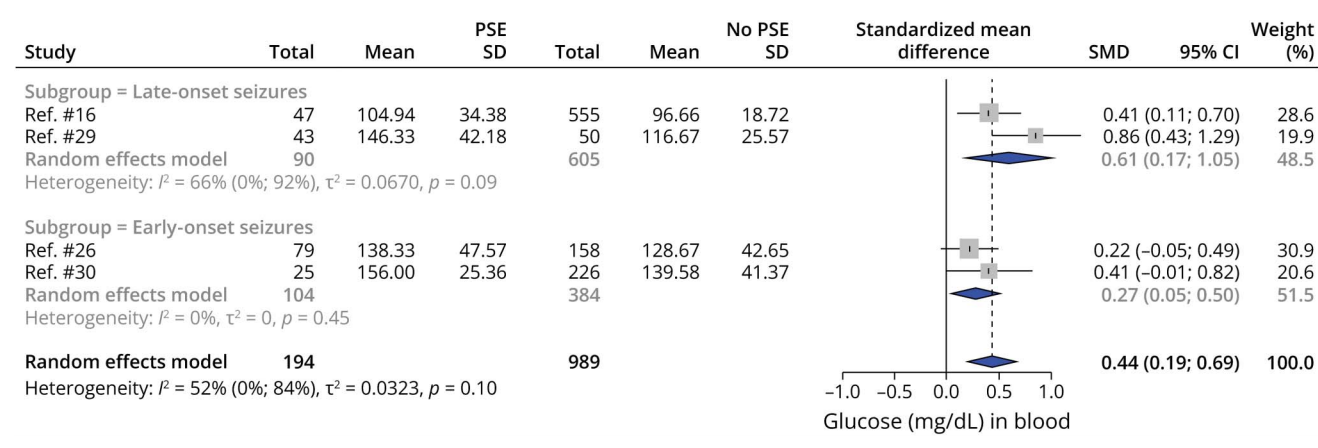 PSE No PSE Standardized mean Weight
Study Total Mean SD Total Mean SD difference SMD 95% CI (%)
Subgroup = Late-onset seizures
Ref. #16 47 104.94 34.38 555 96.66 18.72 0.41 (0.11; 0.70) 28.6
Ref. #29 43 146.33 42.18 50 116.67 25.57 0.86 (0.43; 1.29) 19.9
Random effects model 90 605 0.61 (0.17; 1.05) 48.5
Heterogeneity: I² = 66% (0%; 92%), τ² = 0.0670, p = 0.09
Subgroup = Early-onset seizures
Ref. #26 79 138.33 47.57 158 128.67 42.65 0.22 (–0.05; 0.49) 30.9
Ref. #30 25 156.00 25.36 226 139.58 41.37 0.41 (–0.01; 0.82) 20.6
Random effects model 104 384 0.27 (0.05; 0.50) 51.5
Heterogeneity: I² = 0%, τ² = 0, p = 0.45
Random effects model 194 989 0.44 (0.19; 0.69) 100.0
Heterogeneity: I² = 52% (0%; 84%), τ² = 0.0323, p = 0.10
–1.0 –0.5 0.0 0.5 1.0
Glucose (mg/dL) in blood